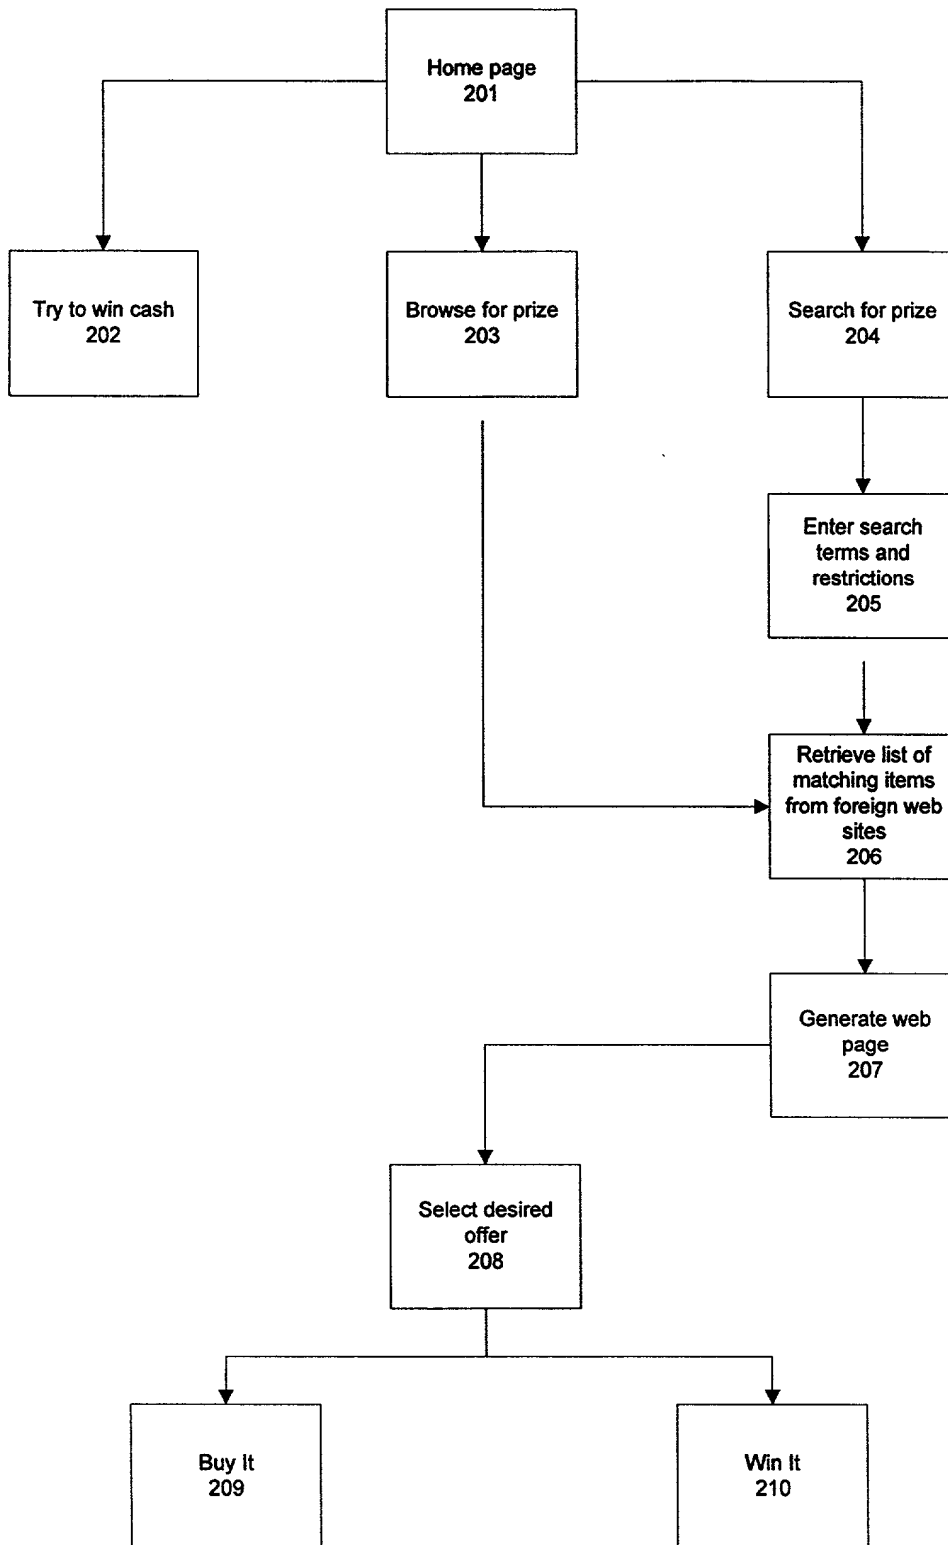 Home page
201
Try to win cash
202
Browse for prize
203
Search for prize
204
Enter search
terms and
restrictions
205
Retrieve list of
matching items
from foreign web
sites
206
Generate web
page
207
Select desired
offer
208
Buy It
209
Win It
210